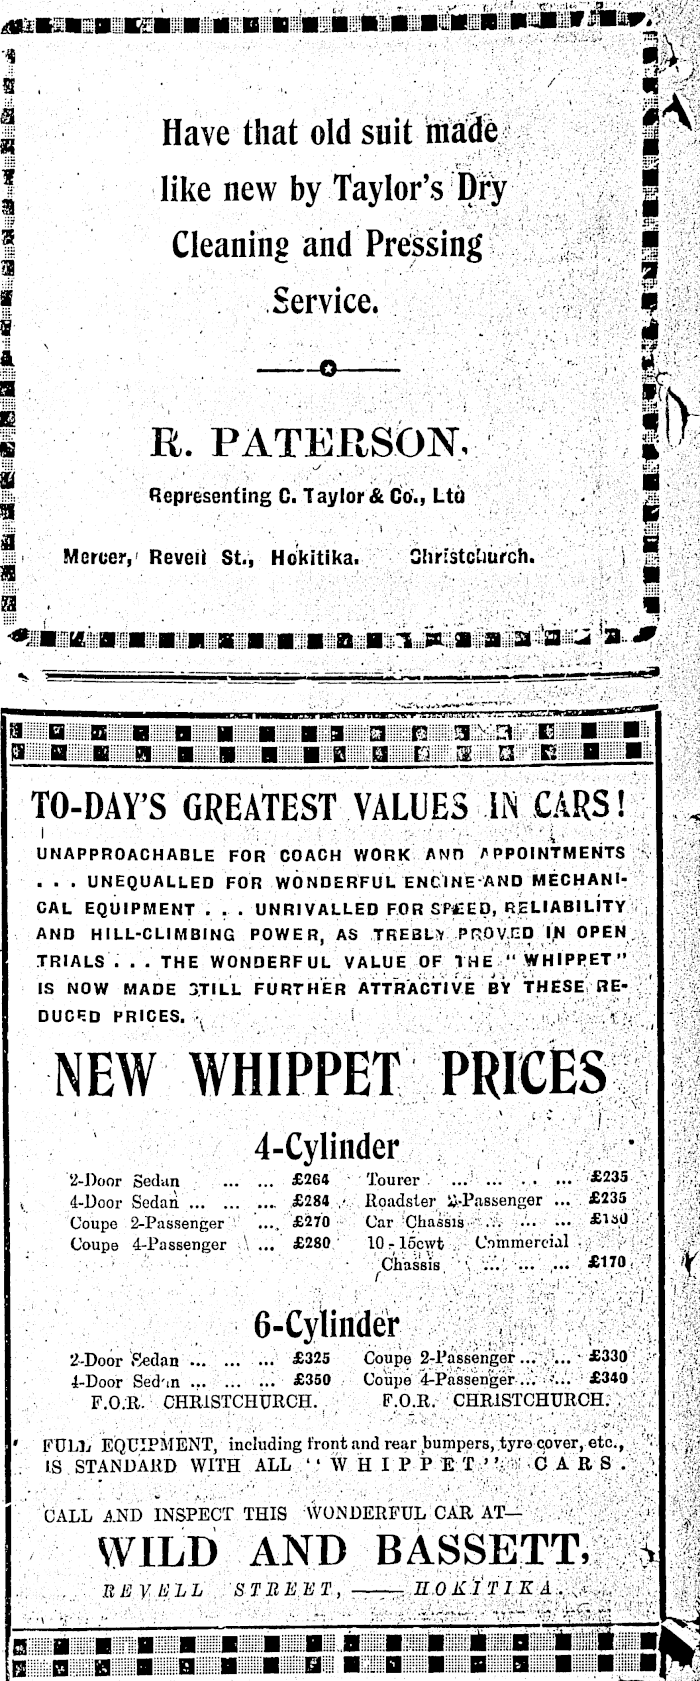 Have that old suit made
like new by Taylor's Dry
Cleaning and Pressing
Service.
R. PATERSON,
Representing C. Taylor & Co., Ltd
Mercer, Revell St., Hokitika. Christchurch.
TO-DAY'S GREATEST VALUES IN CARS!
UNAPPROACHABLE FOR COACH WORK AND APPOINTMENTS
. . . UNEQUALLED FOR WONDERFUL ENGINE AND MECHANI-
CAL EQUIPMENT . . . UNRIVALLED FOR SPEED, RELIABILITY
AND HILL-CLIMBING POWER, AS TREBLY PROVED IN OPEN
TRIALS . . . THE WONDERFUL VALUE OF THE "WHIPPET"
IS NOW MADE STILL FURTHER ATTRACTIVE BY THESE RE-
DUCED PRICES.
NEW WHIPPET PRICES
4-Cylinder
2-Door Sedan ... ... £264
4-Door Sedan ... ... ... £284
Coupe 2-Passenger ... £270
Coupe 4-Passenger ... £280
Tourer ... ... ... ... £235
Roadster 2-Passenger ... £235
Car Chassis ... ... ...
10-15cwt Commercial
Chassis ... ... ... £170
6-Cylinder
2-Door Sedan ... ... ... £325
4-Door Sedan ... ... ... £350
F.O.R. CHRISTCHURCH.
Coupe 2-Passenger ... ... £330
Coupe 4-Passenger ... ... £340
F.O.R. CHRISTCHURCH.
FULL EQUIPMENT, including front and rear bumpers, tyre cover, etc.,
IS STANDARD WITH ALL "WHIPPET" CARS.
CALL AND INSPECT THIS WONDERFUL CAR AT—
WILD AND BASSETT,
REVELL STREET, —— HOKITIKA.